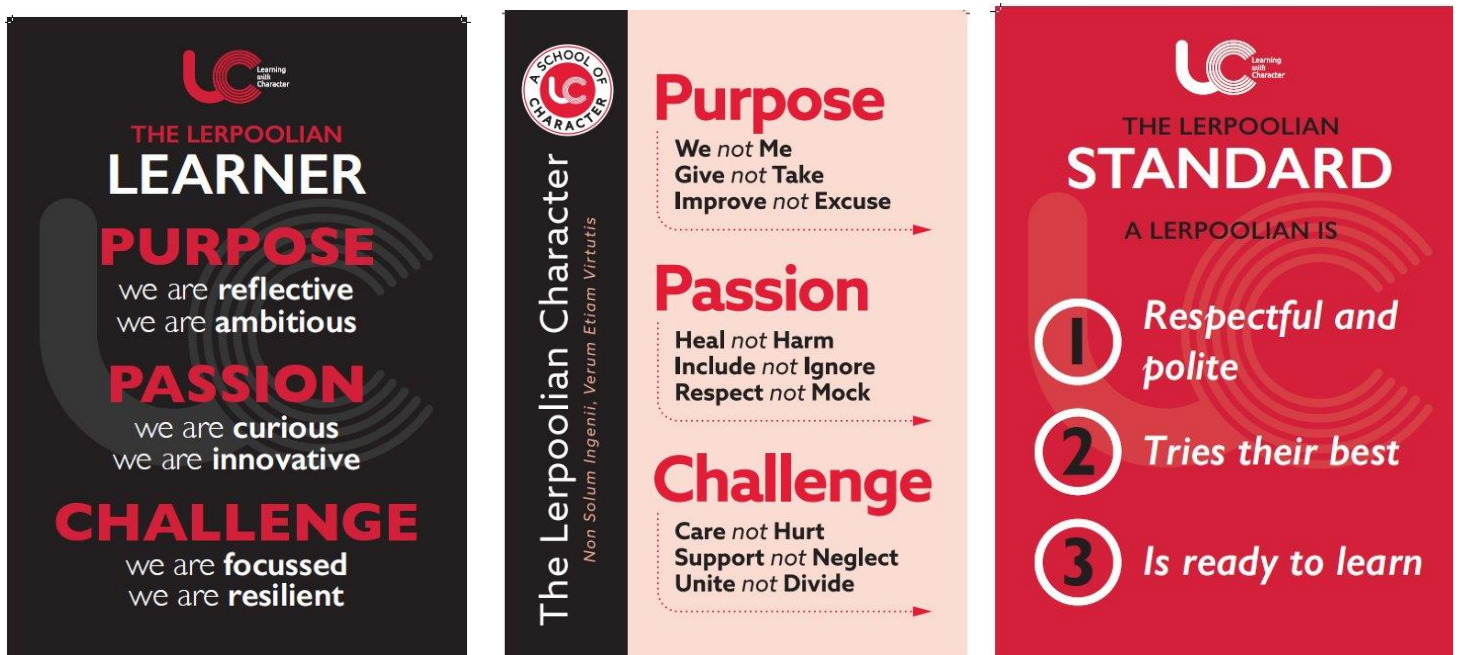 LC
Learning
with
Character
THE LERPOOLIAN
LEARNER
PURPOSE
we are reflective
we are ambitious
PASSION
we are curious
we are innovative
CHALLENGE
we are focussed
we are resilient
A SCHOOL OF
CHARACTER
LC
The Lerpoolian Character
Non Solum Ingenii, Verum Etiam Virtutis
Purpose
We not Me
Give not Take
Improve not Excuse
Passion
Heal not Harm
Include not Ignore
Respect not Mock
Challenge
Care not Hurt
Support not Neglect
Unite not Divide
LC
Learning
with
Character
THE LERPOOLIAN
STANDARD
A LERPOOLIAN IS
1 Respectful and
polite
2 Tries their best
3 Is ready to learn